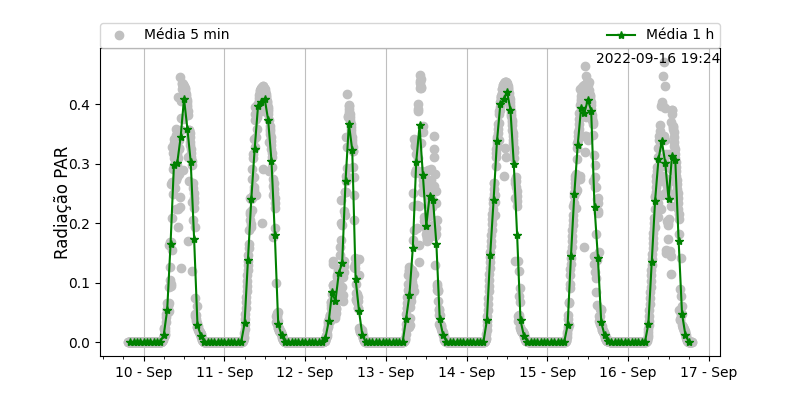 Média 5 min
Média 1 h
2022-09-16 19:24
Radiação PAR
0.4
0.3
0.2
0.1
0.0
10 - Sep
11 - Sep
12 - Sep
13 - Sep
14 - Sep
15 - Sep
16 - Sep
17 - Sep